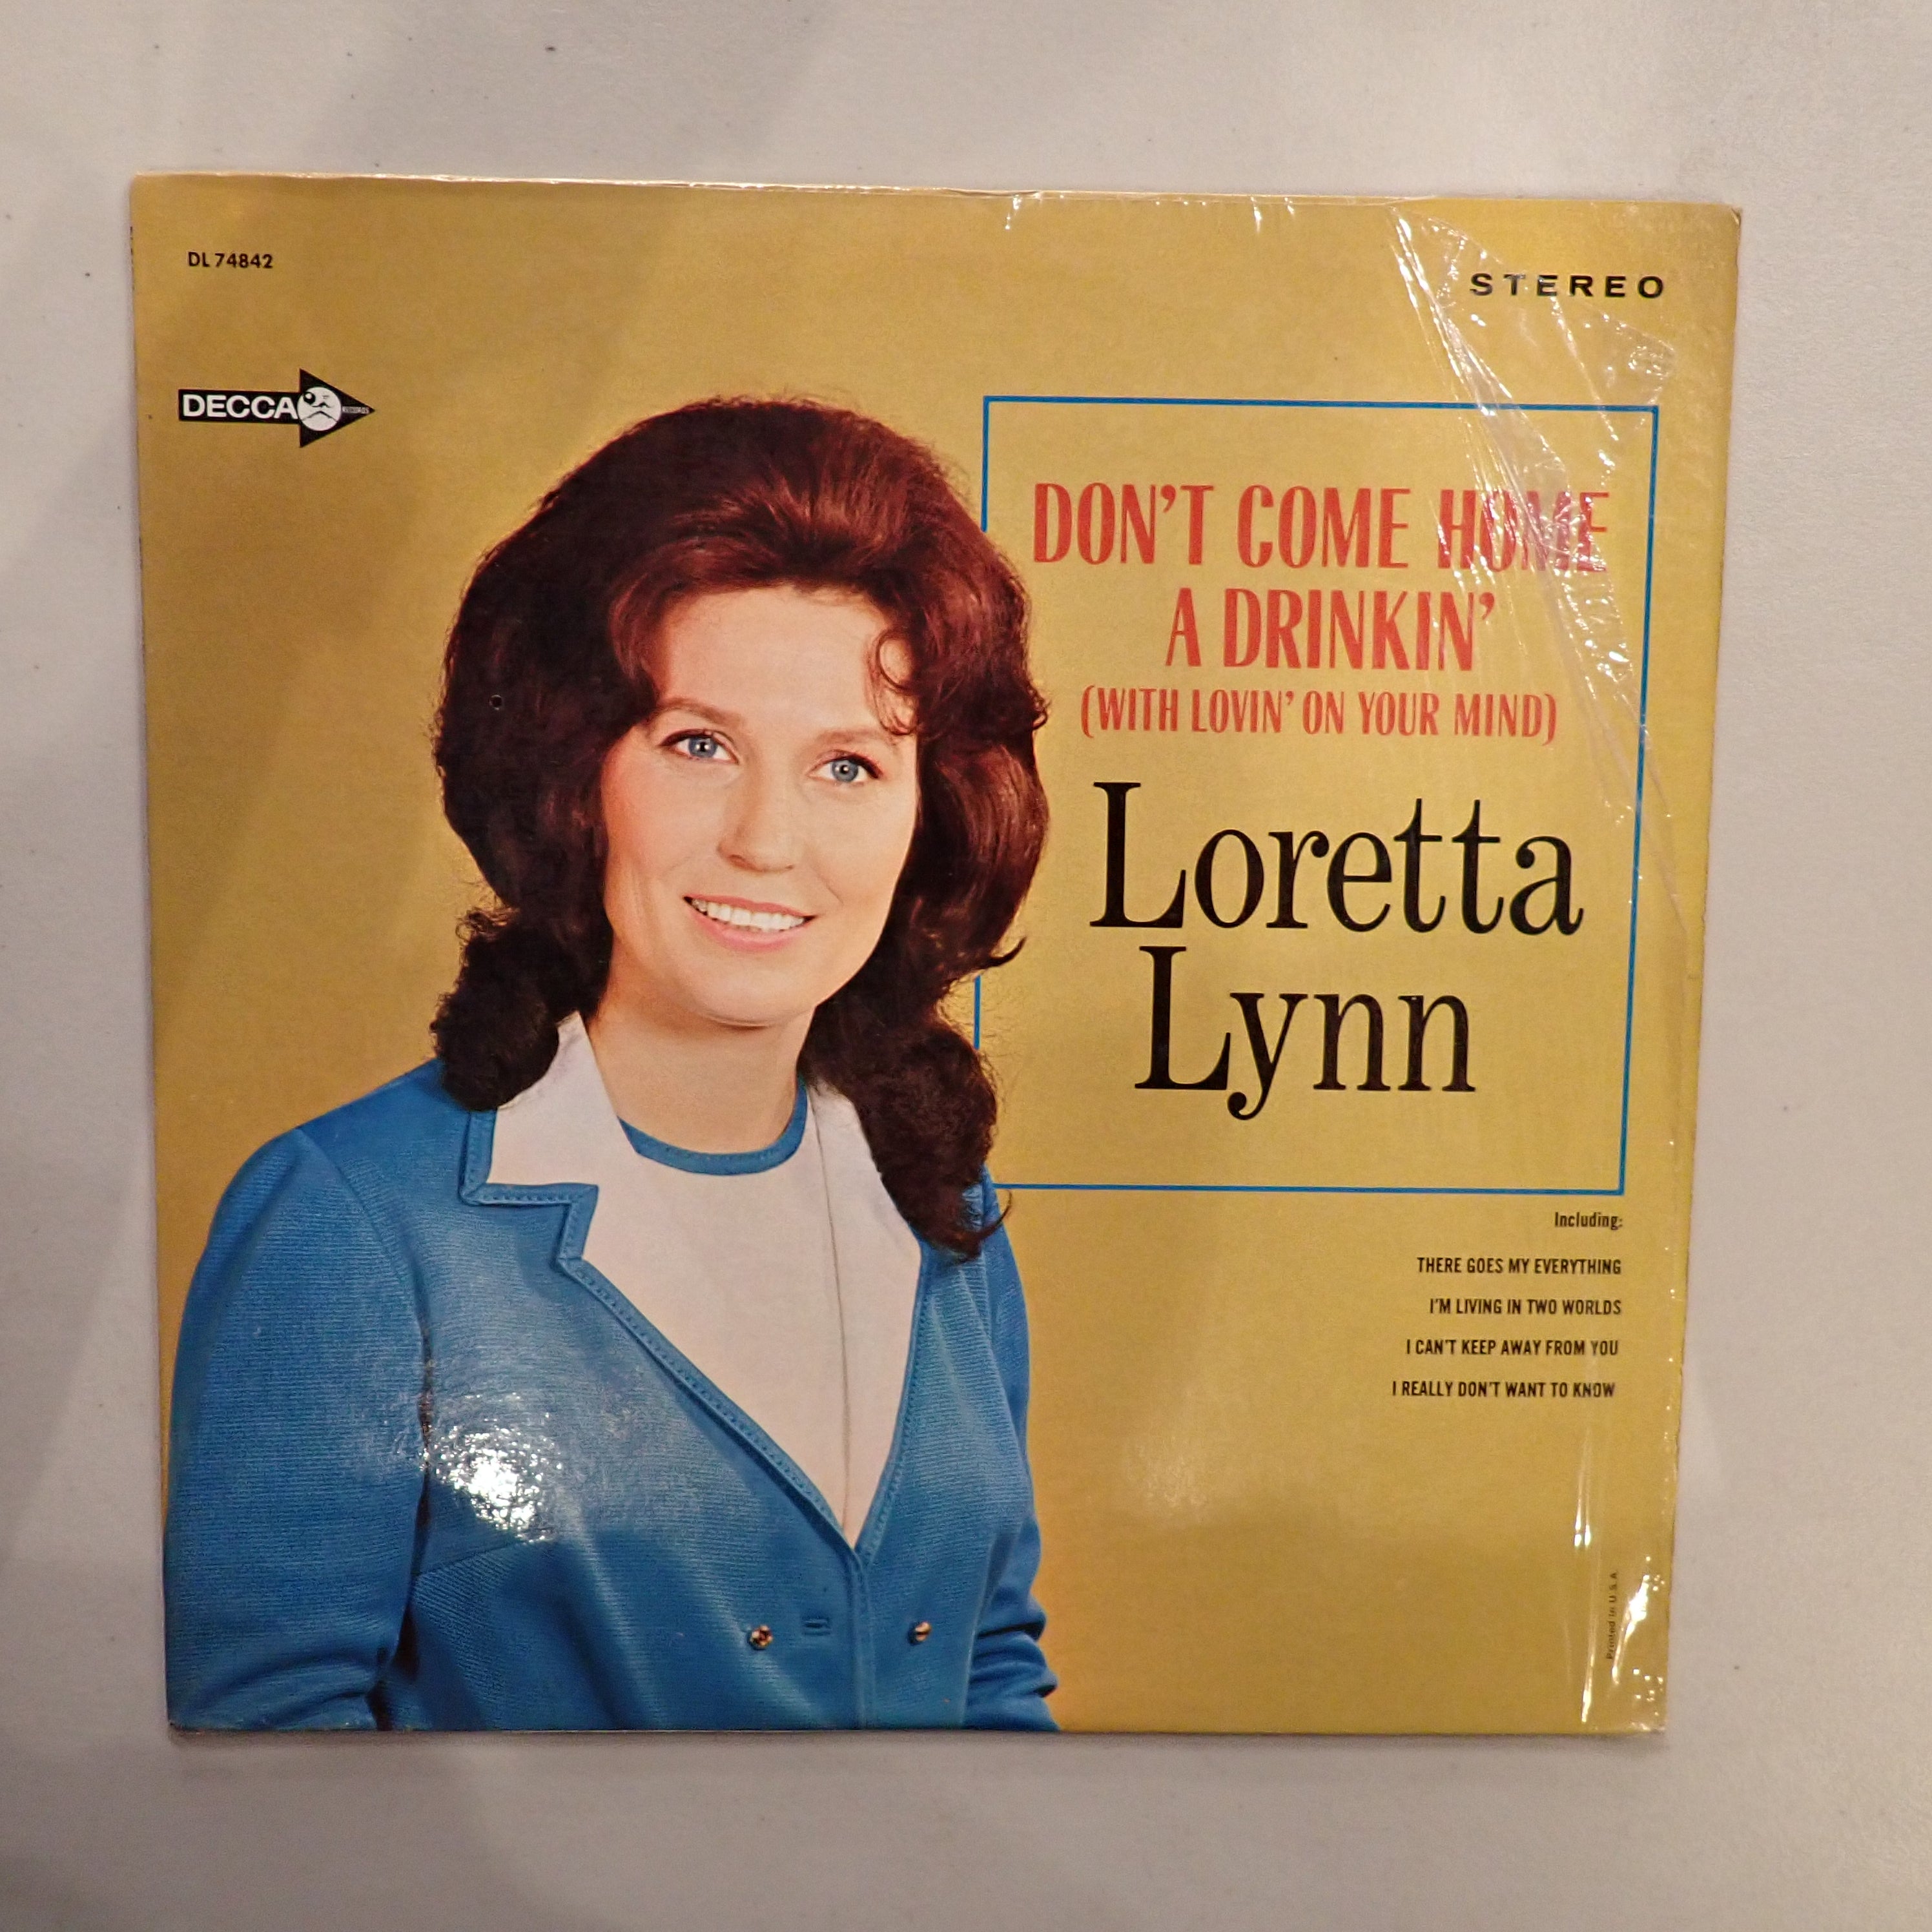 DL 74842
STEREO
DECCA RECORDS
DON'T COME HOME
A DRINKIN'
(WITH LOVIN' ON YOUR MIND)
Loretta
Lynn
Including:
THERE GOES MY EVERYTHING
I'M LIVING IN TWO WORLDS
I CAN'T KEEP AWAY FROM YOU
I REALLY DON'T WANT TO KNOW
Printed in U.S.A.